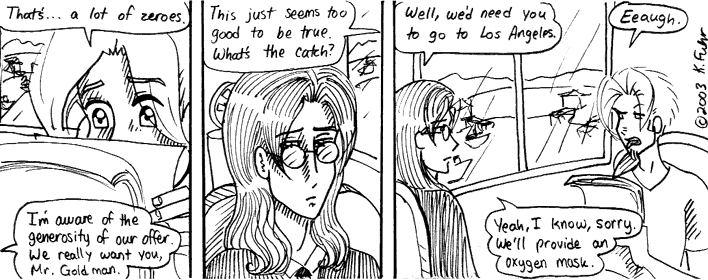 That's... a lot of zeroes.
I'm aware of the
generosity of our offer.
We really want you,
Mr. Goldman.
This just seems too
good to be true.
What's the catch?
Well, we'd need you
to go to Los Angeles.
Eeaugh.
Yeah, I know, sorry.
We'll provide an
oxygen mask.
©2003 K. Fuhr